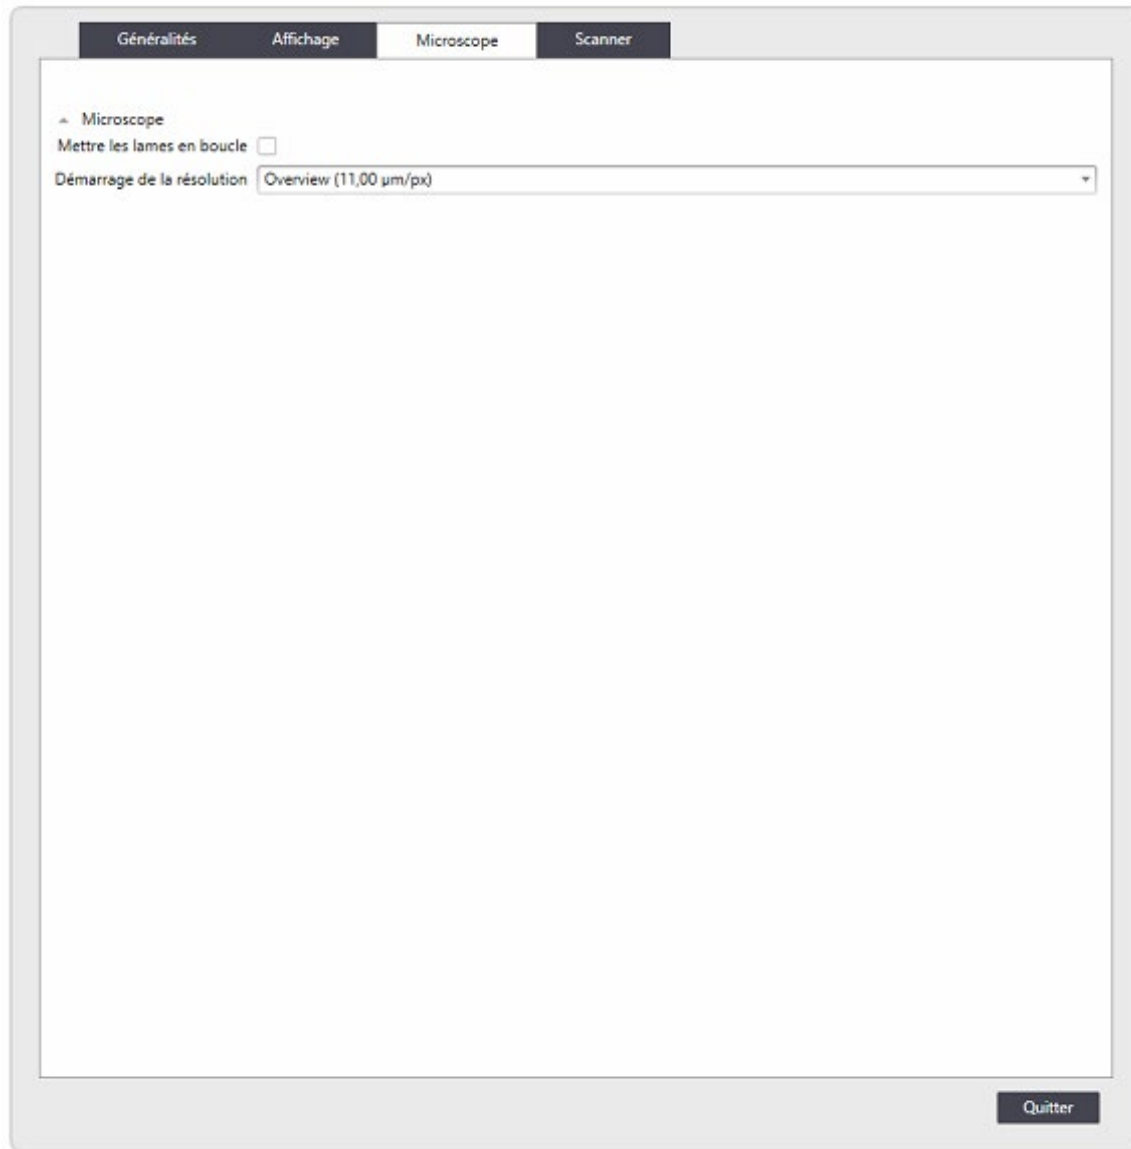 Généralités Affichage Microscope Scanner
Microscope
Mettre les lames en boucle
Démarrage de la résolution Overview (11,00 µm/px)
Quitter